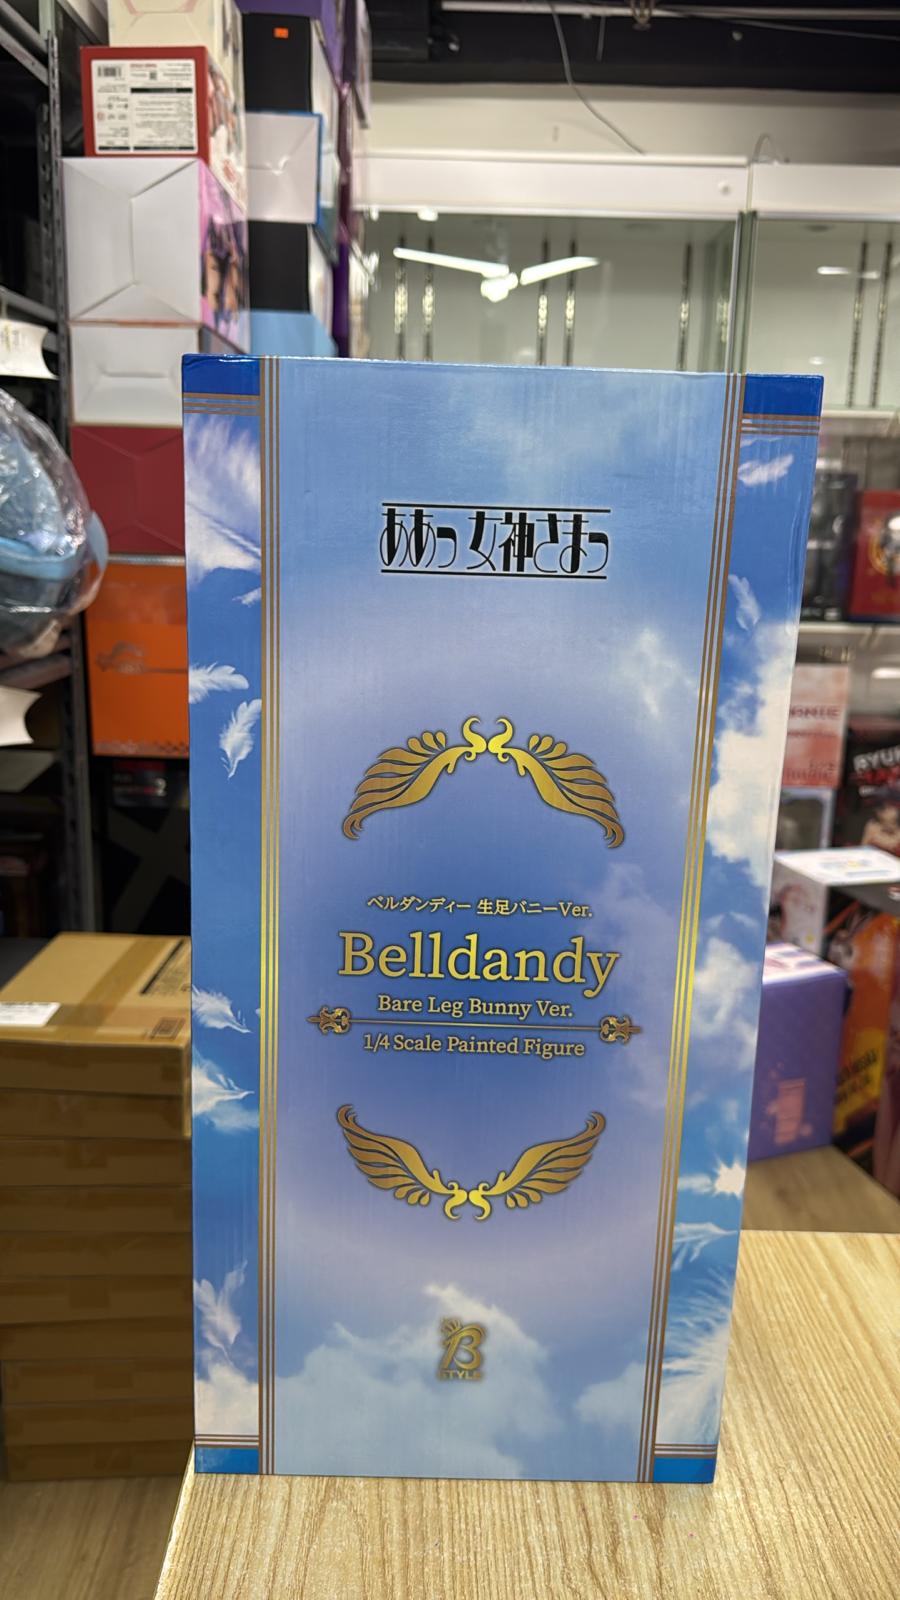 ああっ女神さまっ
ベルダンディー 生足バニーVer.
Belldandy
Bare Leg Bunny Ver.
1/4 Scale Painted Figure
B
STYLE